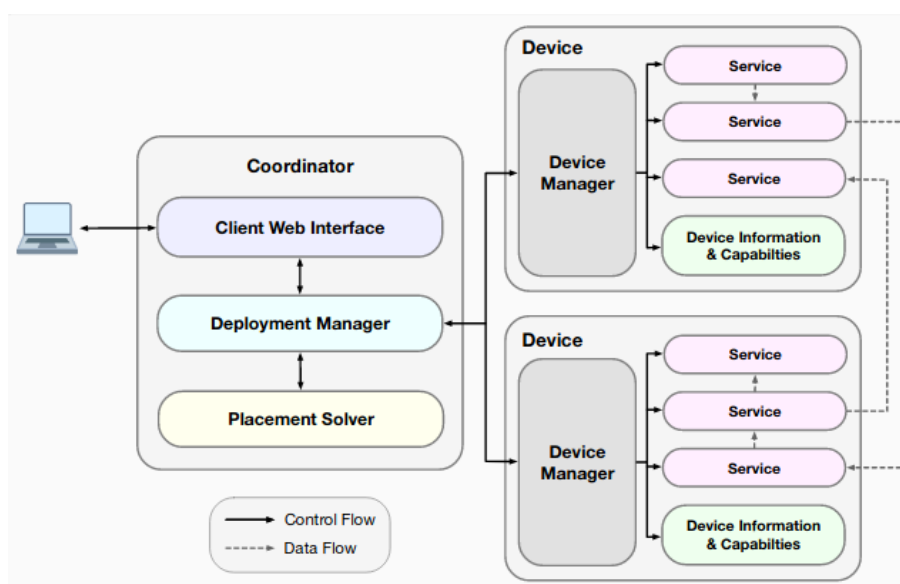 Coordinator
Client Web Interface
Deployment Manager
Placement Solver
Control Flow
Data Flow
Device
Device
Manager
Service
Service
Service
Device Information
& Capabilties
Device
Device
Manager
Service
Service
Service
Device Information
& Capabilties